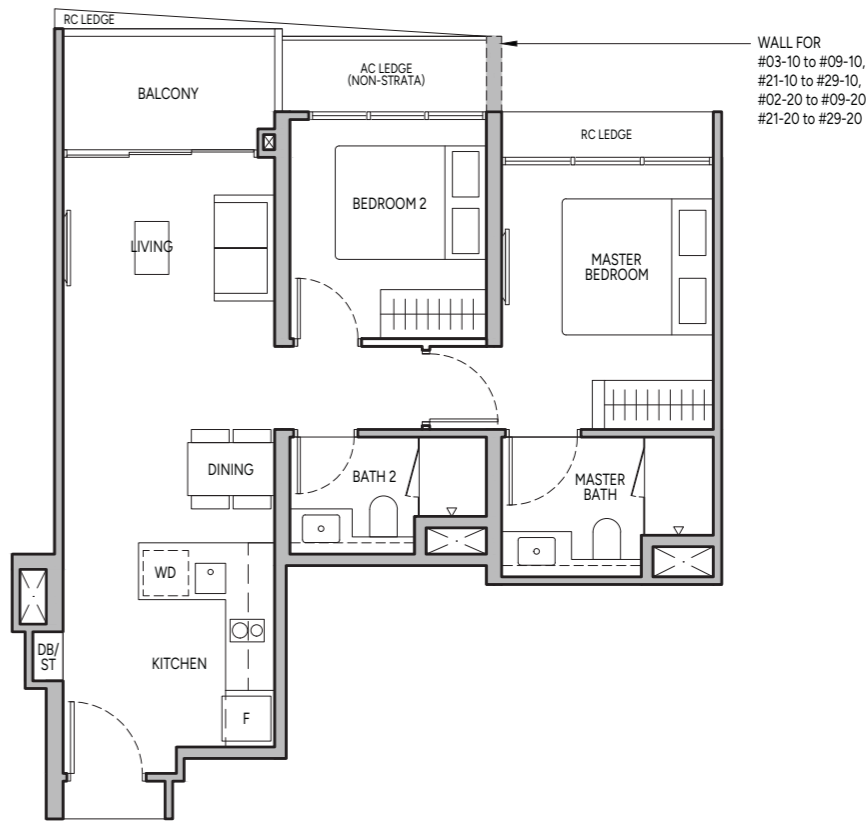 RC LEDGE
WALL FOR
#03-10 to #09-10,
#21-10 to #29-10,
#02-20 to #09-20
#21-20 to #29-20
AC LEDGE
(NON-STRATA)
BALCONY
RC LEDGE
BEDROOM 2
LIVING
MASTER
BEDROOM
DINING
BATH 2
MASTER
BATH
WD
DB/
ST
KITCHEN
F